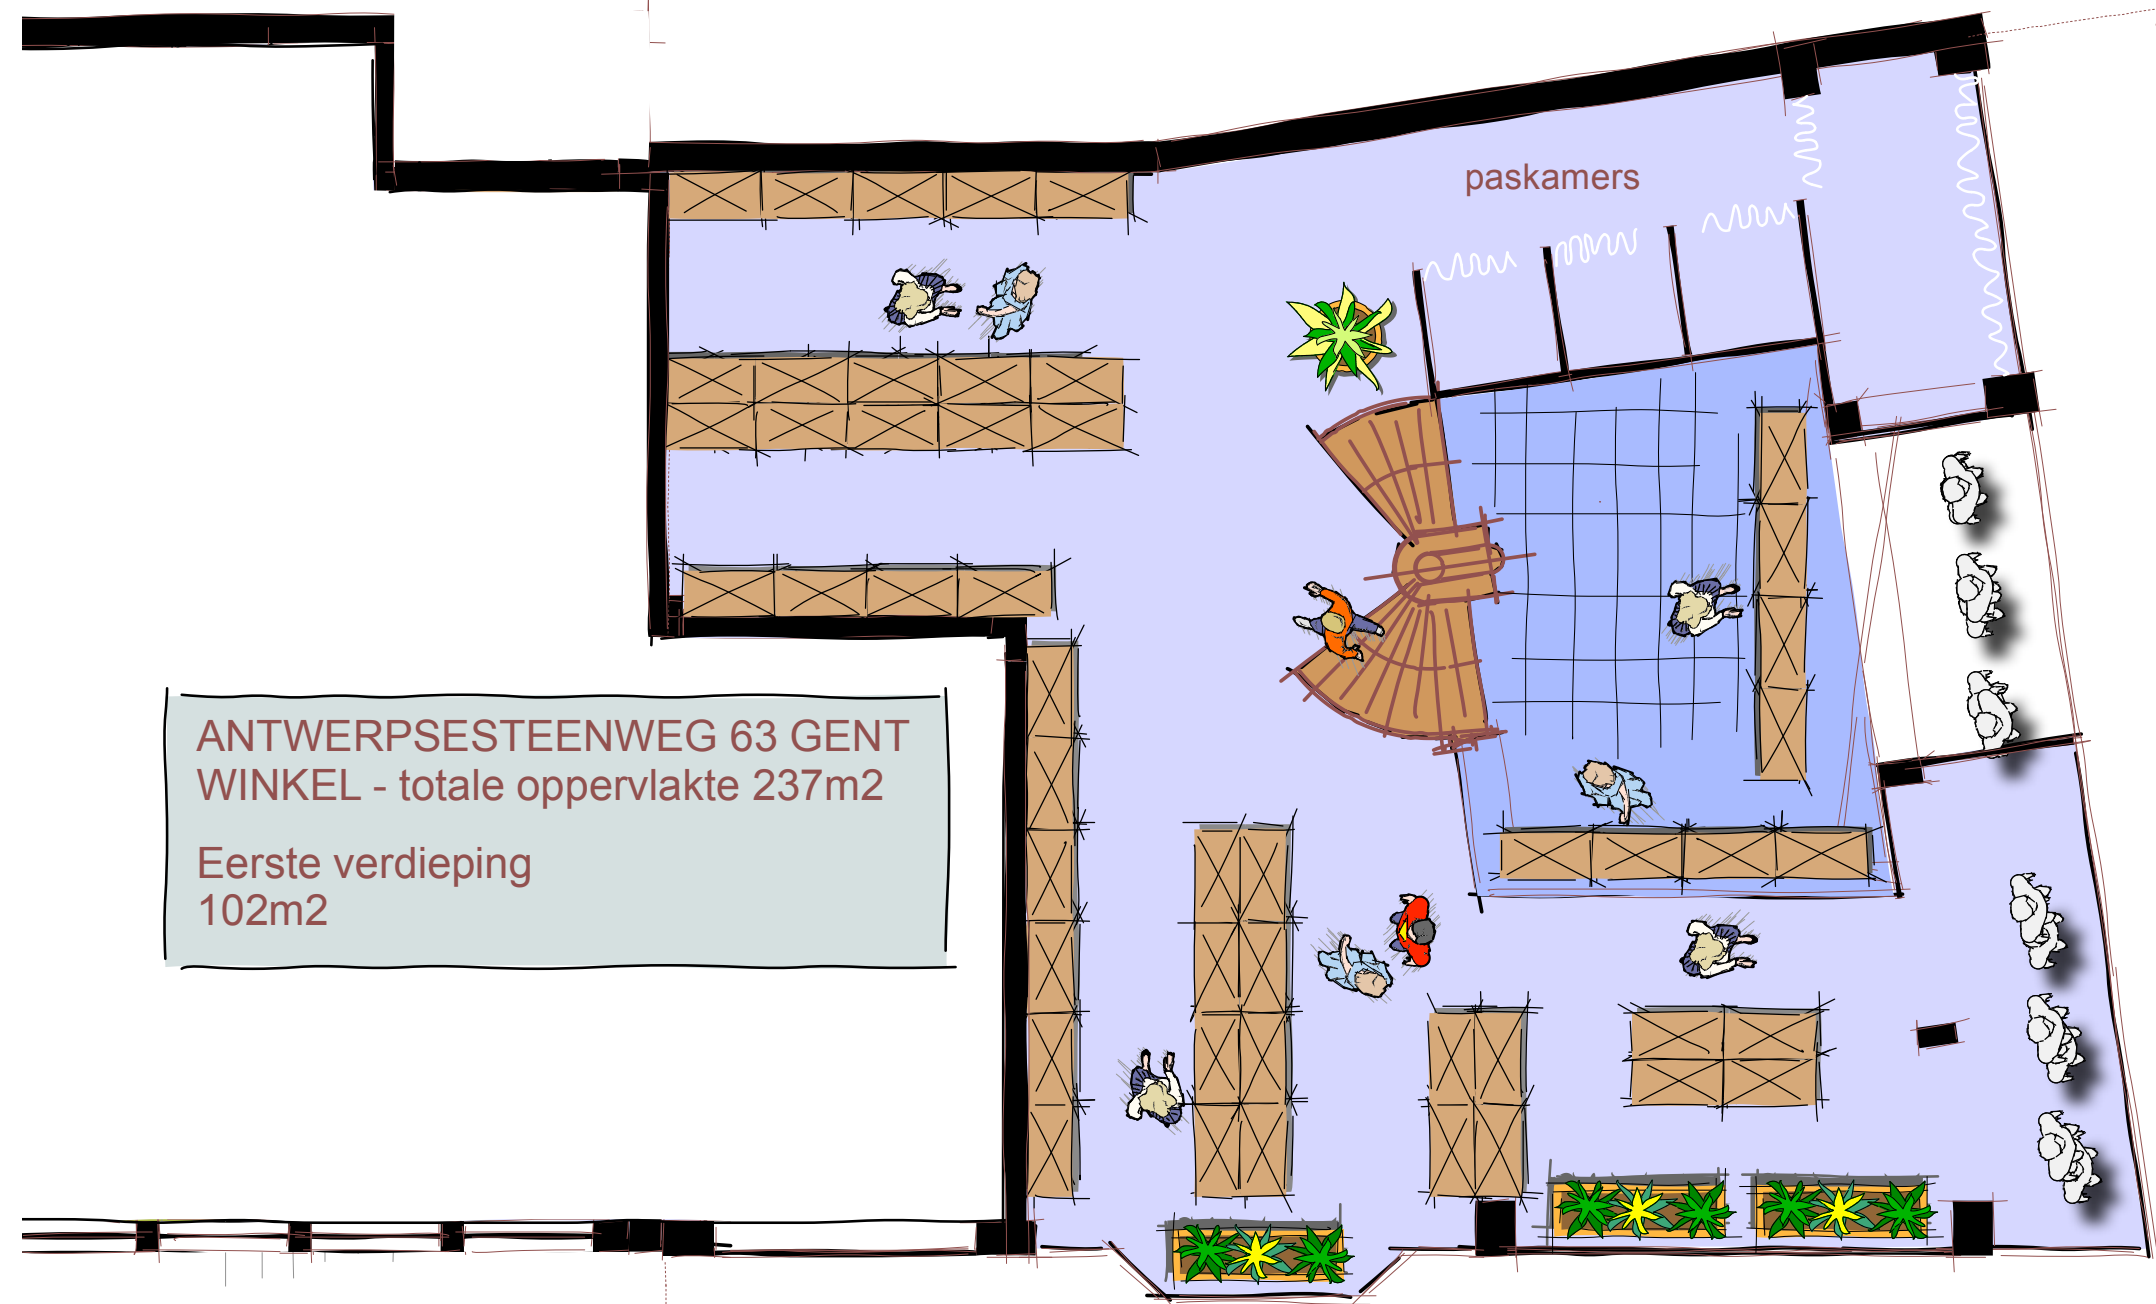 paskamers
ANTWERPSESTEENWEG 63 GENT
WINKEL - totale oppervlakte 237m2
Eerste verdieping
102m2